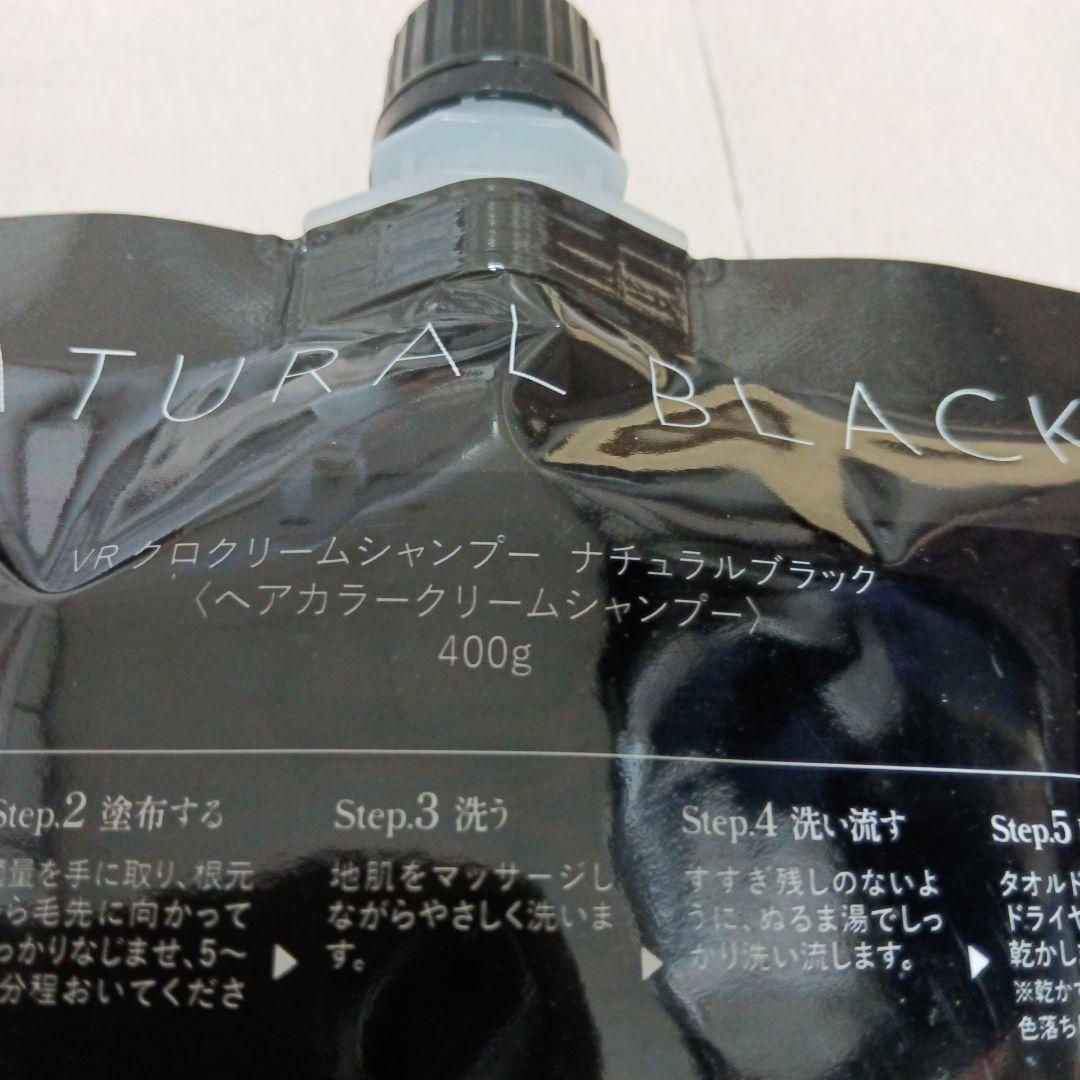 ATURAL BLACK
VR クロクリームシャンプー ナチュラルブラック
〈ヘアカラークリームシャンプー〉
400g
Step.2 塗布する
量を手に取り、根元
ら毛先に向かって
っかりなじませ、5〜
分程おいてくださ
Step.3 洗う
地肌をマッサージし
ながらやさしく洗いま
す。
Step.4 洗い流す
すすぎ残しのないよ
うに、ぬるま湯でしっ
かり洗い流します。
Step.5
タオルド
ドライヤ
乾かし
※乾か
色落ち